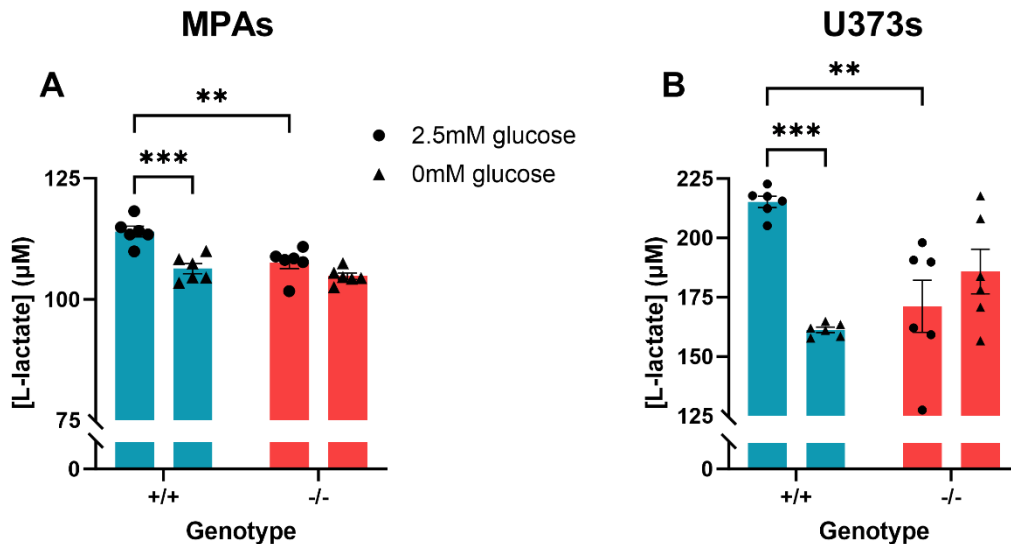 MPAs
U373s
A
**
***
2.5mM glucose
0mM glucose
125
100
75
0
[L-lactate] (µM)
+/+
-/-
Genotype
B
**
***
225
200
175
150
125
0
[L-lactate] (µM)
+/+
-/-
Genotype